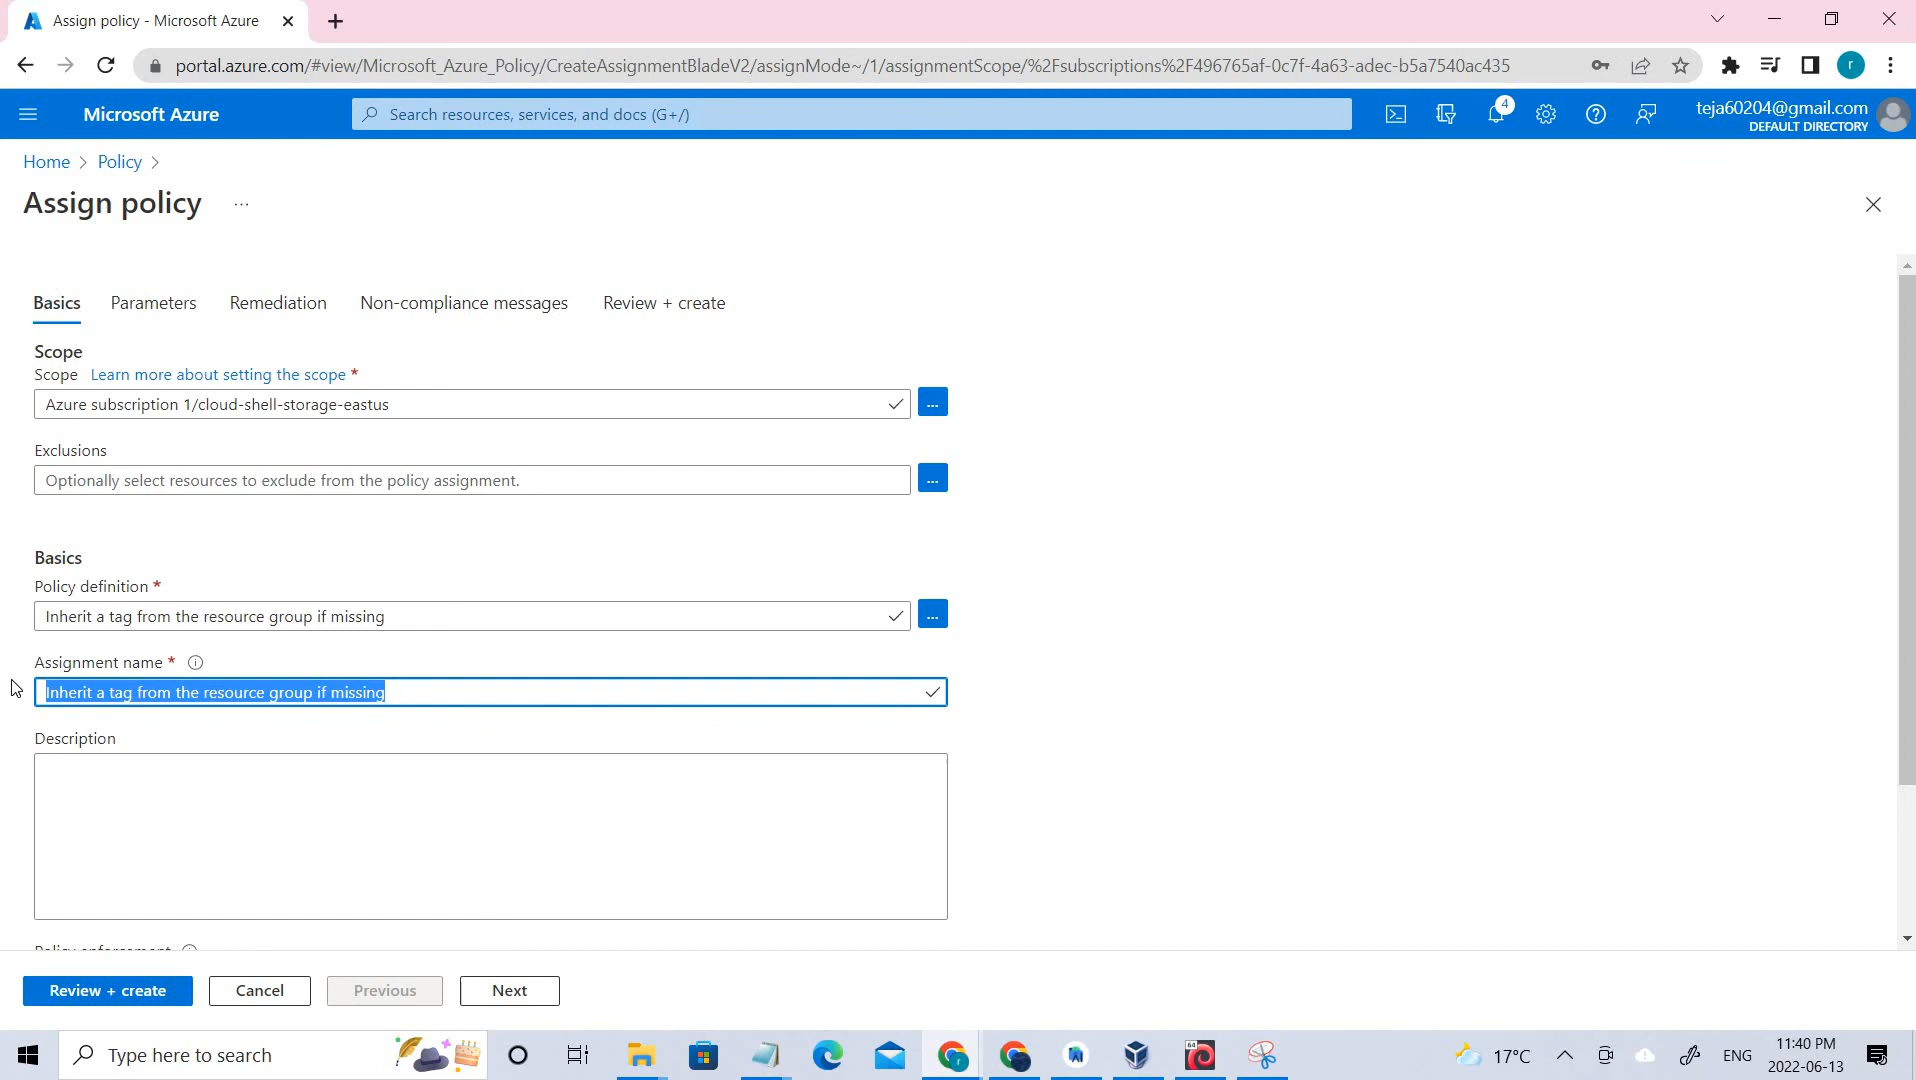 Assign policy - Microsoft Azure
portal.azure.com/#view/Microsoft_Azure_Policy/CreateAssignmentBladeV2/assignMode~/1/assignmentScope/%2Fsubscriptions%2F496765af-0c7f-4a63-adec-b5a7540ac435
r
Microsoft Azure
Search resources, services, and docs (G+/)
4
teja60204@gmail.com
DEFAULT DIRECTORY
Home > Policy >
Assign policy ...
Basics Parameters Remediation Non-compliance messages Review + create
Scope
Scope Learn more about setting the scope *
Azure subscription 1/cloud-shell-storage-eastus
...
Exclusions
Optionally select resources to exclude from the policy assignment.
...
Basics
Policy definition *
Inherit a tag from the resource group if missing
...
Assignment name *
Inherit a tag from the resource group if missing
Description
Policy enforcement
Review + create Cancel Previous Next
Type here to search
r
64
17°C
ENG
11:40 PM
2022-06-13